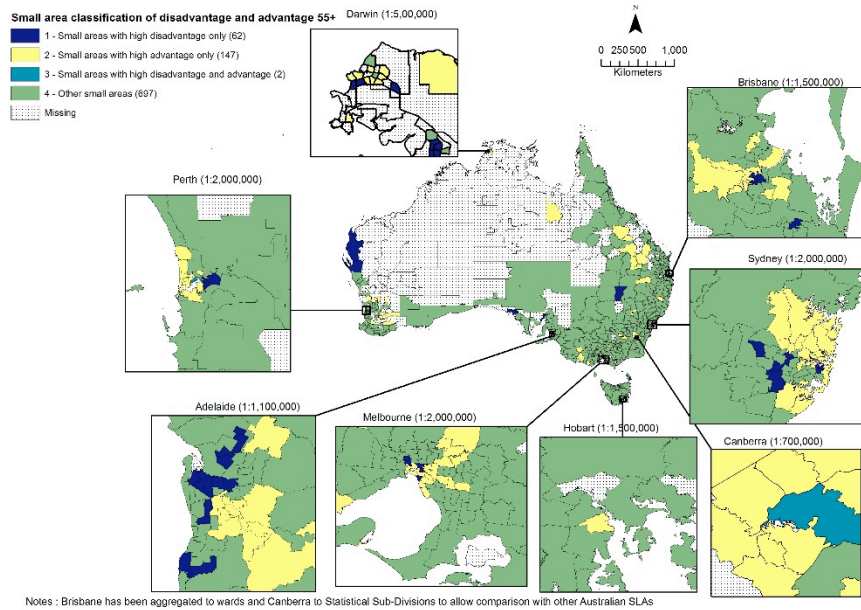 Small area classification of disadvantage and advantage 55+
1 - Small areas with high disadvantage only (62)
2 - Small areas with high advantage only (147)
3 - Small areas with high disadvantage and advantage (2)
4 - Other small areas (697)
Missing
Darwin (1:5,00,000)
N
0 250 500 1,000
Kilometers
Brisbane (1:1,500,000)
Perth (1:2,000,000)
Sydney (1:2,000,000)
Adelaide (1:1,100,000)
Melbourne (1:2,000,000)
Hobart (1:1,500,000)
Canberra (1:700,000)
Notes : Brisbane has been aggregated to wards and Canberra to Statistical Sub-Divisions to allow comparison with other Australian SLAs